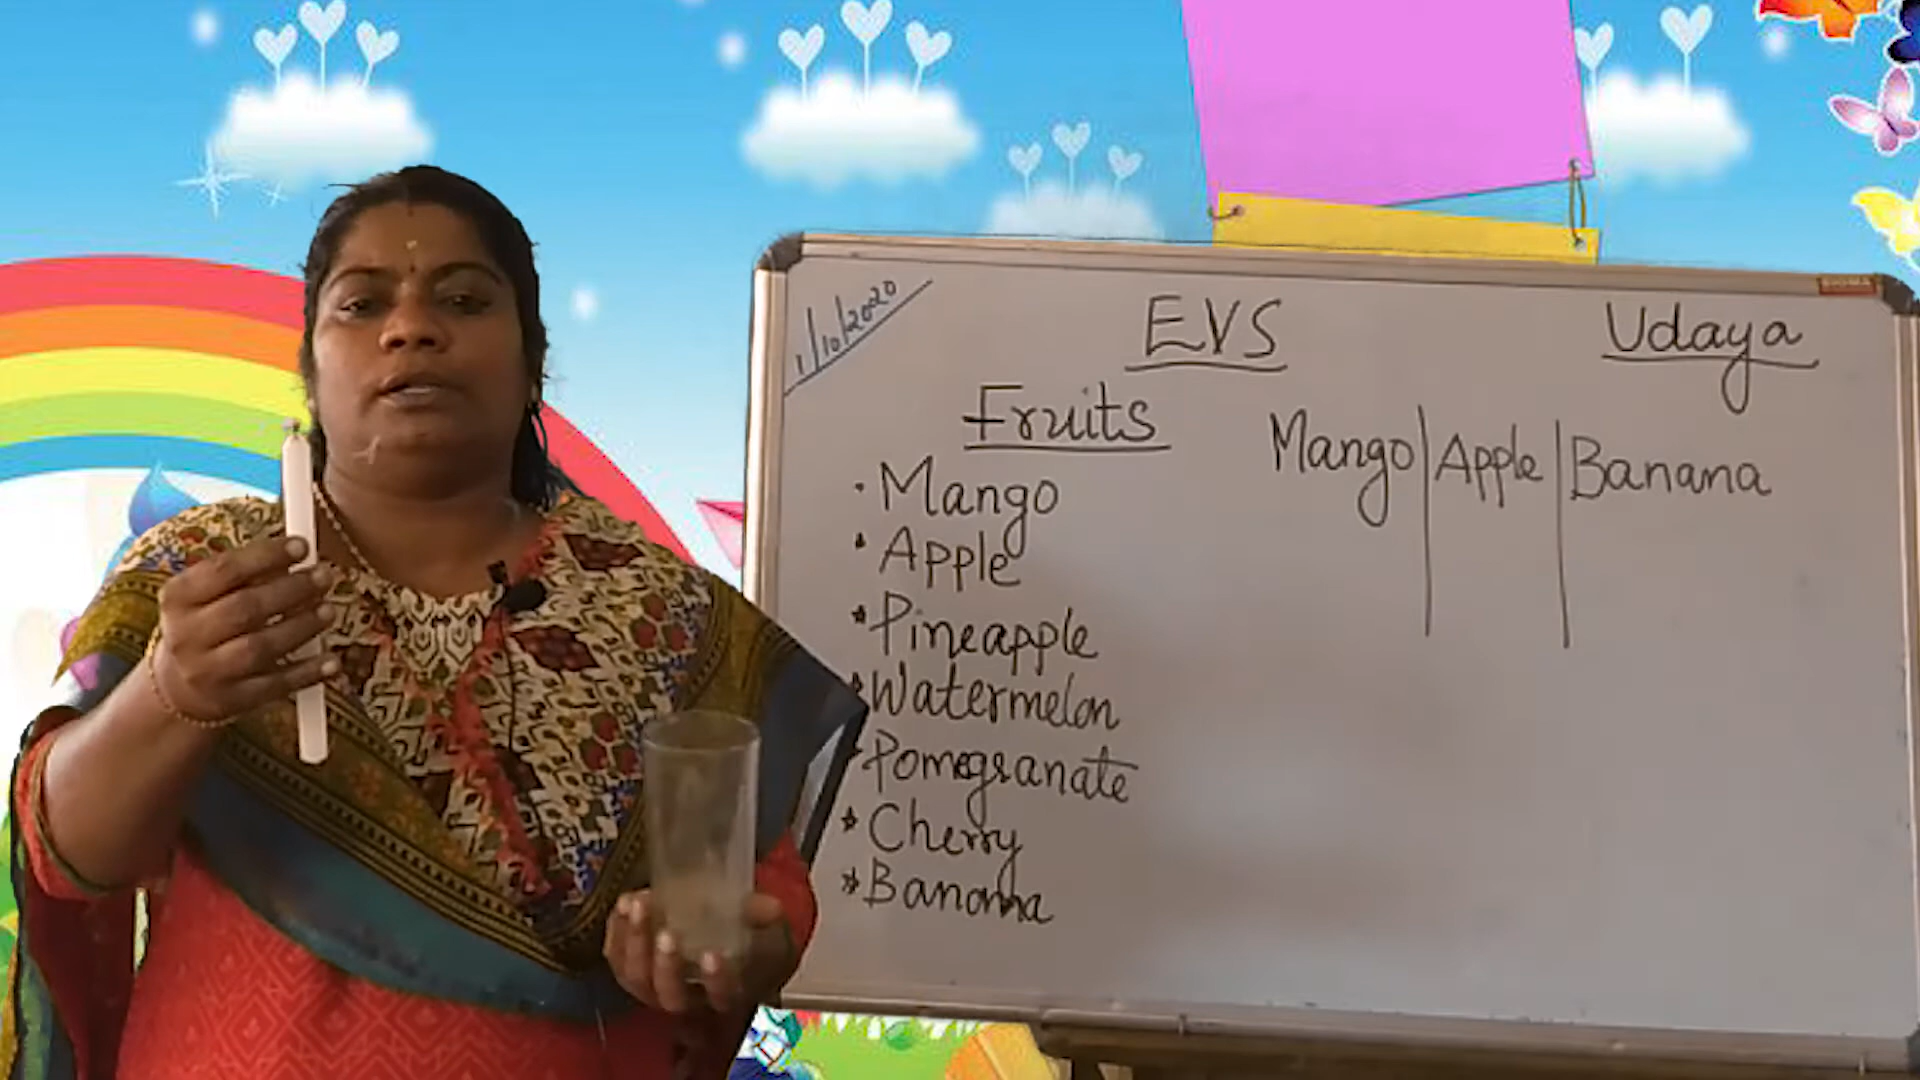 1/10/2020
EVS
Udaya
Fruits
Mango | Apple | Banana
· Mango
* Apple
* Pineapple
* Watermelon
* Pomegranate
* Cherry
* Banana